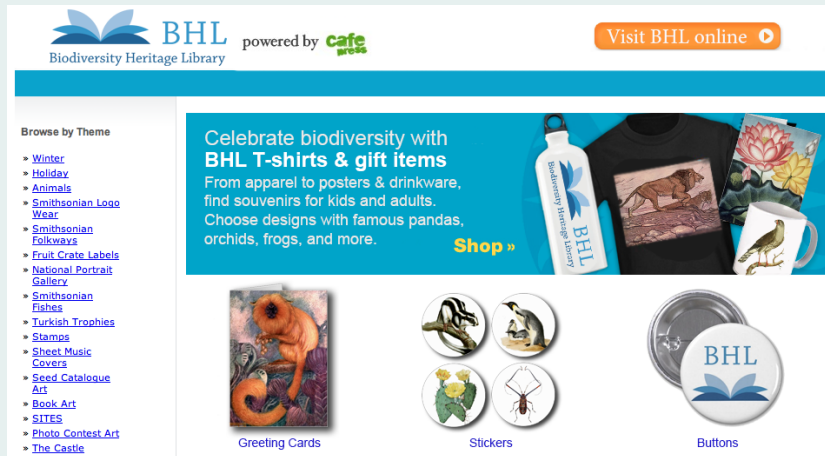 BHL
Biodiversity Heritage Library
powered by cafe
press
Visit BHL online
Browse by Theme
» Winter
» Holiday
» Animals
» Smithsonian Logo
Wear
» Smithsonian
Folkways
» Fruit Crate Labels
» National Portrait
Gallery
» Smithsonian
Fishes
» Turkish Trophies
» Stamps
» Sheet Music
Covers
» Seed Catalogue
Art
» Book Art
» SITES
» Photo Contest Art
» The Castle
Celebrate biodiversity with
BHL T-shirts & gift items
From apparel to posters & drinkware,
find souvenirs for kids and adults.
Choose designs with famous pandas,
orchids, frogs, and more.
Shop »
Biodiversity Heritage Library
BHL
Greeting Cards
Stickers
BHL
Buttons